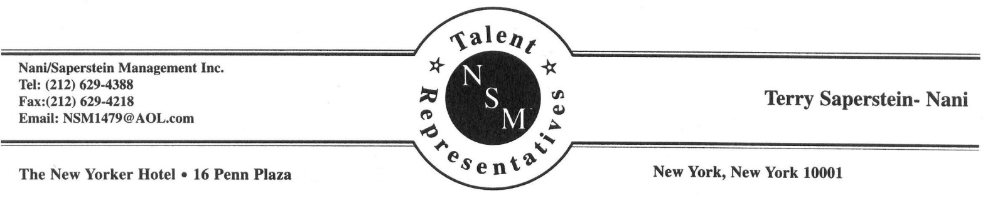 Nani/Saperstein Management Inc.
Tel: (212) 629-4388
Fax:(212) 629-4218
Email: NSM1479@AOL.com
The New Yorker Hotel • 16 Penn Plaza
Talent
Representatives
N
S
M
Terry Saperstein- Nani
New York, New York 10001